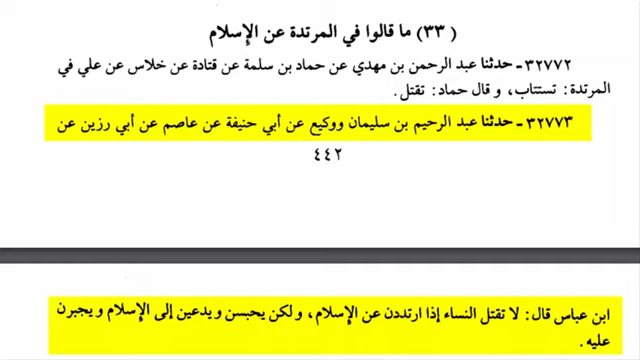 (٣٣) ما قالوا في المرتدة عن الإسلام
٣٢٧٧٢ - حدثنا عبد الرحمن بن مهدي عن حماد بن سلمة عن قتادة عن خلاس عن علي في
المرتدة: تستتاب، و قال حماد: تقتل.
٣٢٧٧٣ - حدثنا عبد الرحيم بن سليمان ووكيع عن أبي حنيفة عن عاصم عن أبي رزين عن
٤٤٢
ابن عباس قال: لا تقتل النساء إذا ارتددن عن الإسلام، و لكن يحبسن و يدعين إلى الإسلام و يجبرن
عليه.